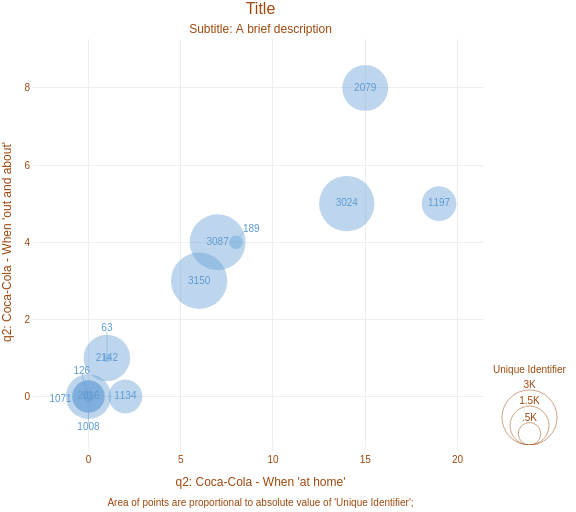 Title
Subtitle: A brief description
q2: Coca-Cola - When 'out and about'
8
6
4
2
0
2079
3024
1197
189
3087
3150
63
2142
126
1071
2016
1134
1008
0
5
10
15
20
q2: Coca-Cola - When 'at home'
Area of points are proportional to absolute value of 'Unique Identifier';
Unique Identifier
3K
1.5K
.5K